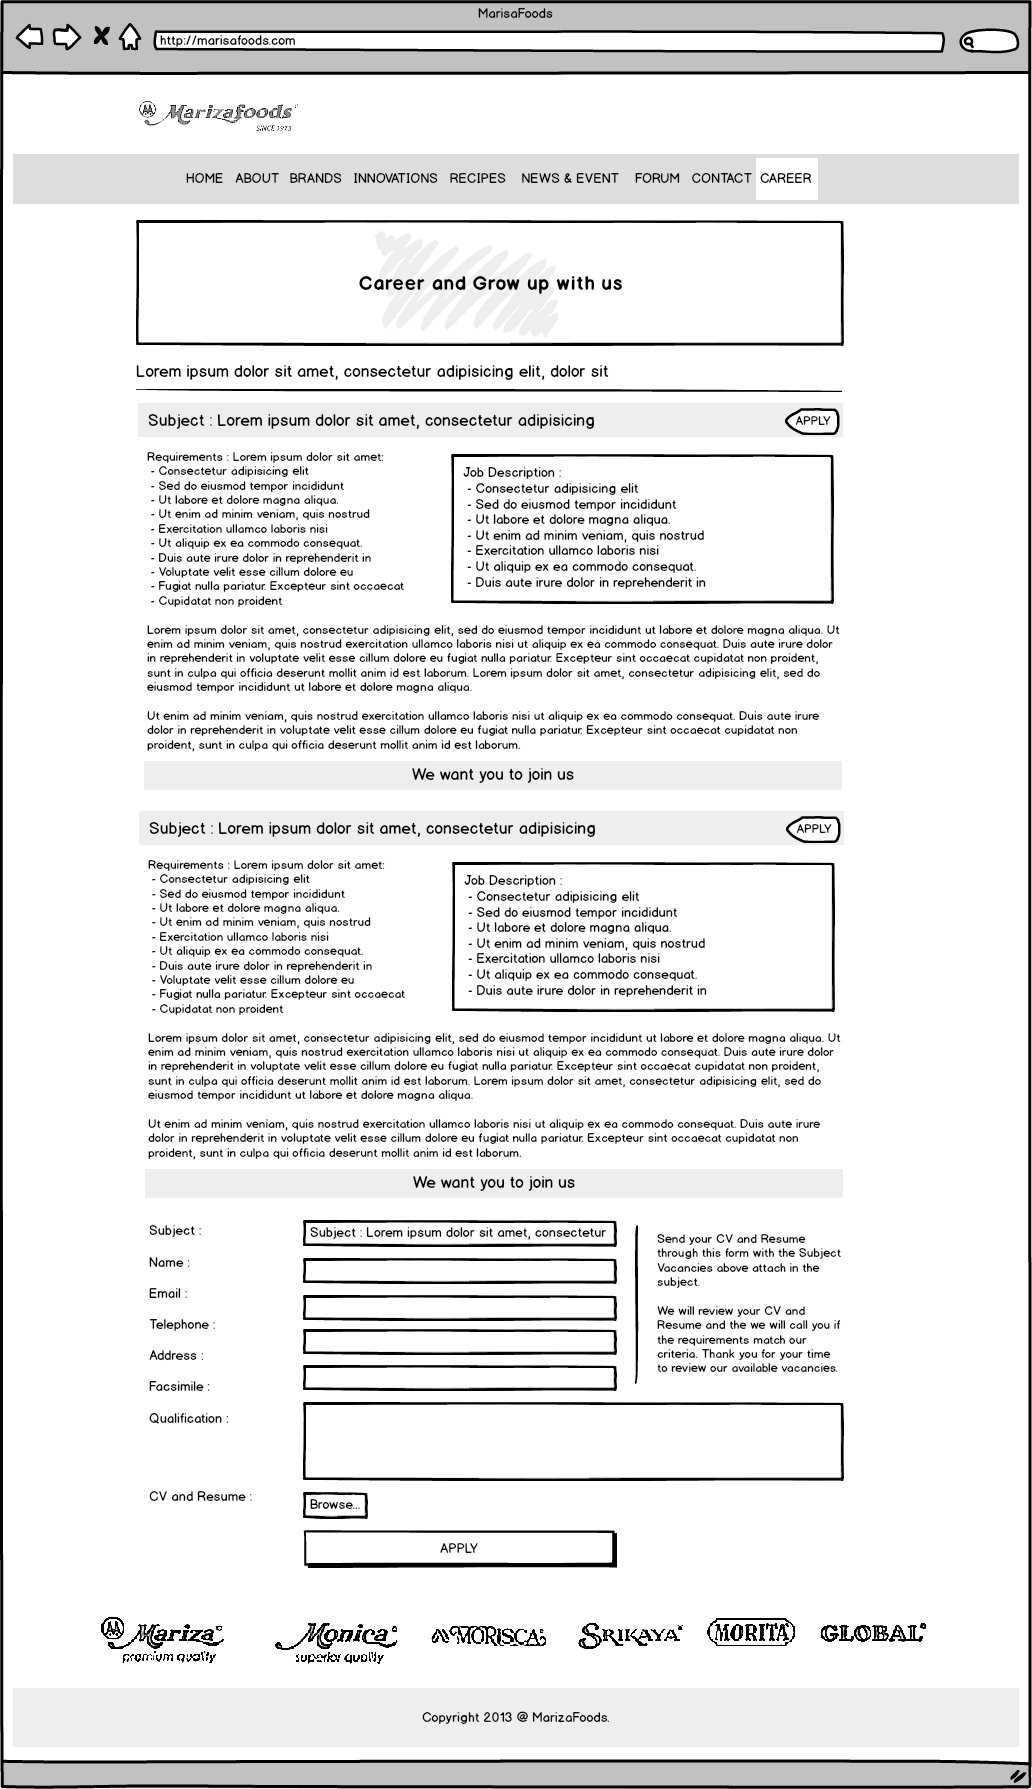 MarisaFoods
http://marisafoods.com
Marizafoods
SINCE 1973
HOME ABOUT BRANDS INNOVATIONS RECIPES NEWS & EVENT FORUM CONTACT CAREER
Career and Grow up with us
Lorem ipsum dolor sit amet, consectetur adipisicing elit, dolor sit
Subject : Lorem ipsum dolor sit amet, consectetur adipisicing
APPLY
Requirements : Lorem ipsum dolor sit amet:
- Consectetur adipisicing elit
- Sed do eiusmod tempor incididunt
- Ut labore et dolore magna aliqua.
- Ut enim ad minim veniam, quis nostrud
- Exercitation ullamco laboris nisi
- Ut aliquip ex ea commodo consequat.
- Duis aute irure dolor in reprehenderit in
- Voluptate velit esse cillum dolore eu
- Fugiat nulla pariatur. Excepteur sint occaecat
- Cupidatat non proident
Job Description :
- Consectetur adipisicing elit
- Sed do eiusmod tempor incididunt
- Ut labore et dolore magna aliqua.
- Ut enim ad minim veniam, quis nostrud
- Exercitation ullamco laboris nisi
- Ut aliquip ex ea commodo consequat.
- Duis aute irure dolor in reprehenderit in
Lorem ipsum dolor sit amet, consectetur adipisicing elit, sed do eiusmod tempor incididunt ut labore et dolore magna aliqua. Ut
enim ad minim veniam, quis nostrud exercitation ullamco laboris nisi ut aliquip ex ea commodo consequat. Duis aute irure dolor
in reprehenderit in voluptate velit esse cillum dolore eu fugiat nulla pariatur. Excepteur sint occaecat cupidatat non proident,
sunt in culpa qui officia deserunt mollit anim id est laborum. Lorem ipsum dolor sit amet, consectetur adipisicing elit, sed do
eiusmod tempor incididunt ut labore et dolore magna aliqua.
Ut enim ad minim veniam, quis nostrud exercitation ullamco laboris nisi ut aliquip ex ea commodo consequat. Duis aute irure
dolor in reprehenderit in voluptate velit esse cillum dolore eu fugiat nulla pariatur. Excepteur sint occaecat cupidatat non
proident, sunt in culpa qui officia deserunt mollit anim id est laborum.
We want you to join us
Subject : Lorem ipsum dolor sit amet, consectetur adipisicing
APPLY
Requirements : Lorem ipsum dolor sit amet:
- Consectetur adipisicing elit
- Sed do eiusmod tempor incididunt
- Ut labore et dolore magna aliqua.
- Ut enim ad minim veniam, quis nostrud
- Exercitation ullamco laboris nisi
- Ut aliquip ex ea commodo consequat.
- Duis aute irure dolor in reprehenderit in
- Voluptate velit esse cillum dolore eu
- Fugiat nulla pariatur. Excepteur sint occaecat
- Cupidatat non proident
Job Description :
- Consectetur adipisicing elit
- Sed do eiusmod tempor incididunt
- Ut labore et dolore magna aliqua.
- Ut enim ad minim veniam, quis nostrud
- Exercitation ullamco laboris nisi
- Ut aliquip ex ea commodo consequat.
- Duis aute irure dolor in reprehenderit in
Lorem ipsum dolor sit amet, consectetur adipisicing elit, sed do eiusmod tempor incididunt ut labore et dolore magna aliqua. Ut
enim ad minim veniam, quis nostrud exercitation ullamco laboris nisi ut aliquip ex ea commodo consequat. Duis aute irure dolor
in reprehenderit in voluptate velit esse cillum dolore eu fugiat nulla pariatur. Excepteur sint occaecat cupidatat non proident,
sunt in culpa qui officia deserunt mollit anim id est laborum. Lorem ipsum dolor sit amet, consectetur adipisicing elit, sed do
eiusmod tempor incididunt ut labore et dolore magna aliqua.
Ut enim ad minim veniam, quis nostrud exercitation ullamco laboris nisi ut aliquip ex ea commodo consequat. Duis aute irure
dolor in reprehenderit in voluptate velit esse cillum dolore eu fugiat nulla pariatur. Excepteur sint occaecat cupidatat non
proident, sunt in culpa qui officia deserunt mollit anim id est laborum.
We want you to join us
Subject :
Subject : Lorem ipsum dolor sit amet, consectetur
Name :
Email :
Telephone :
Address :
Facsimile :
Send your CV and Resume
through this form with the Subject
Vacancies above attach in the
subject.
We will review your CV and
Resume and the we will call you if
the requirements match our
criteria. Thank you for your time
to review our available vacancies.
Qualification :
CV and Resume :
Browse...
APPLY
Mariza
premium quality
Monica
superior quality
MORISCA
SRIKAYA
MORITA
GLOBAL
Copyright 2013 @ MarizaFoods.